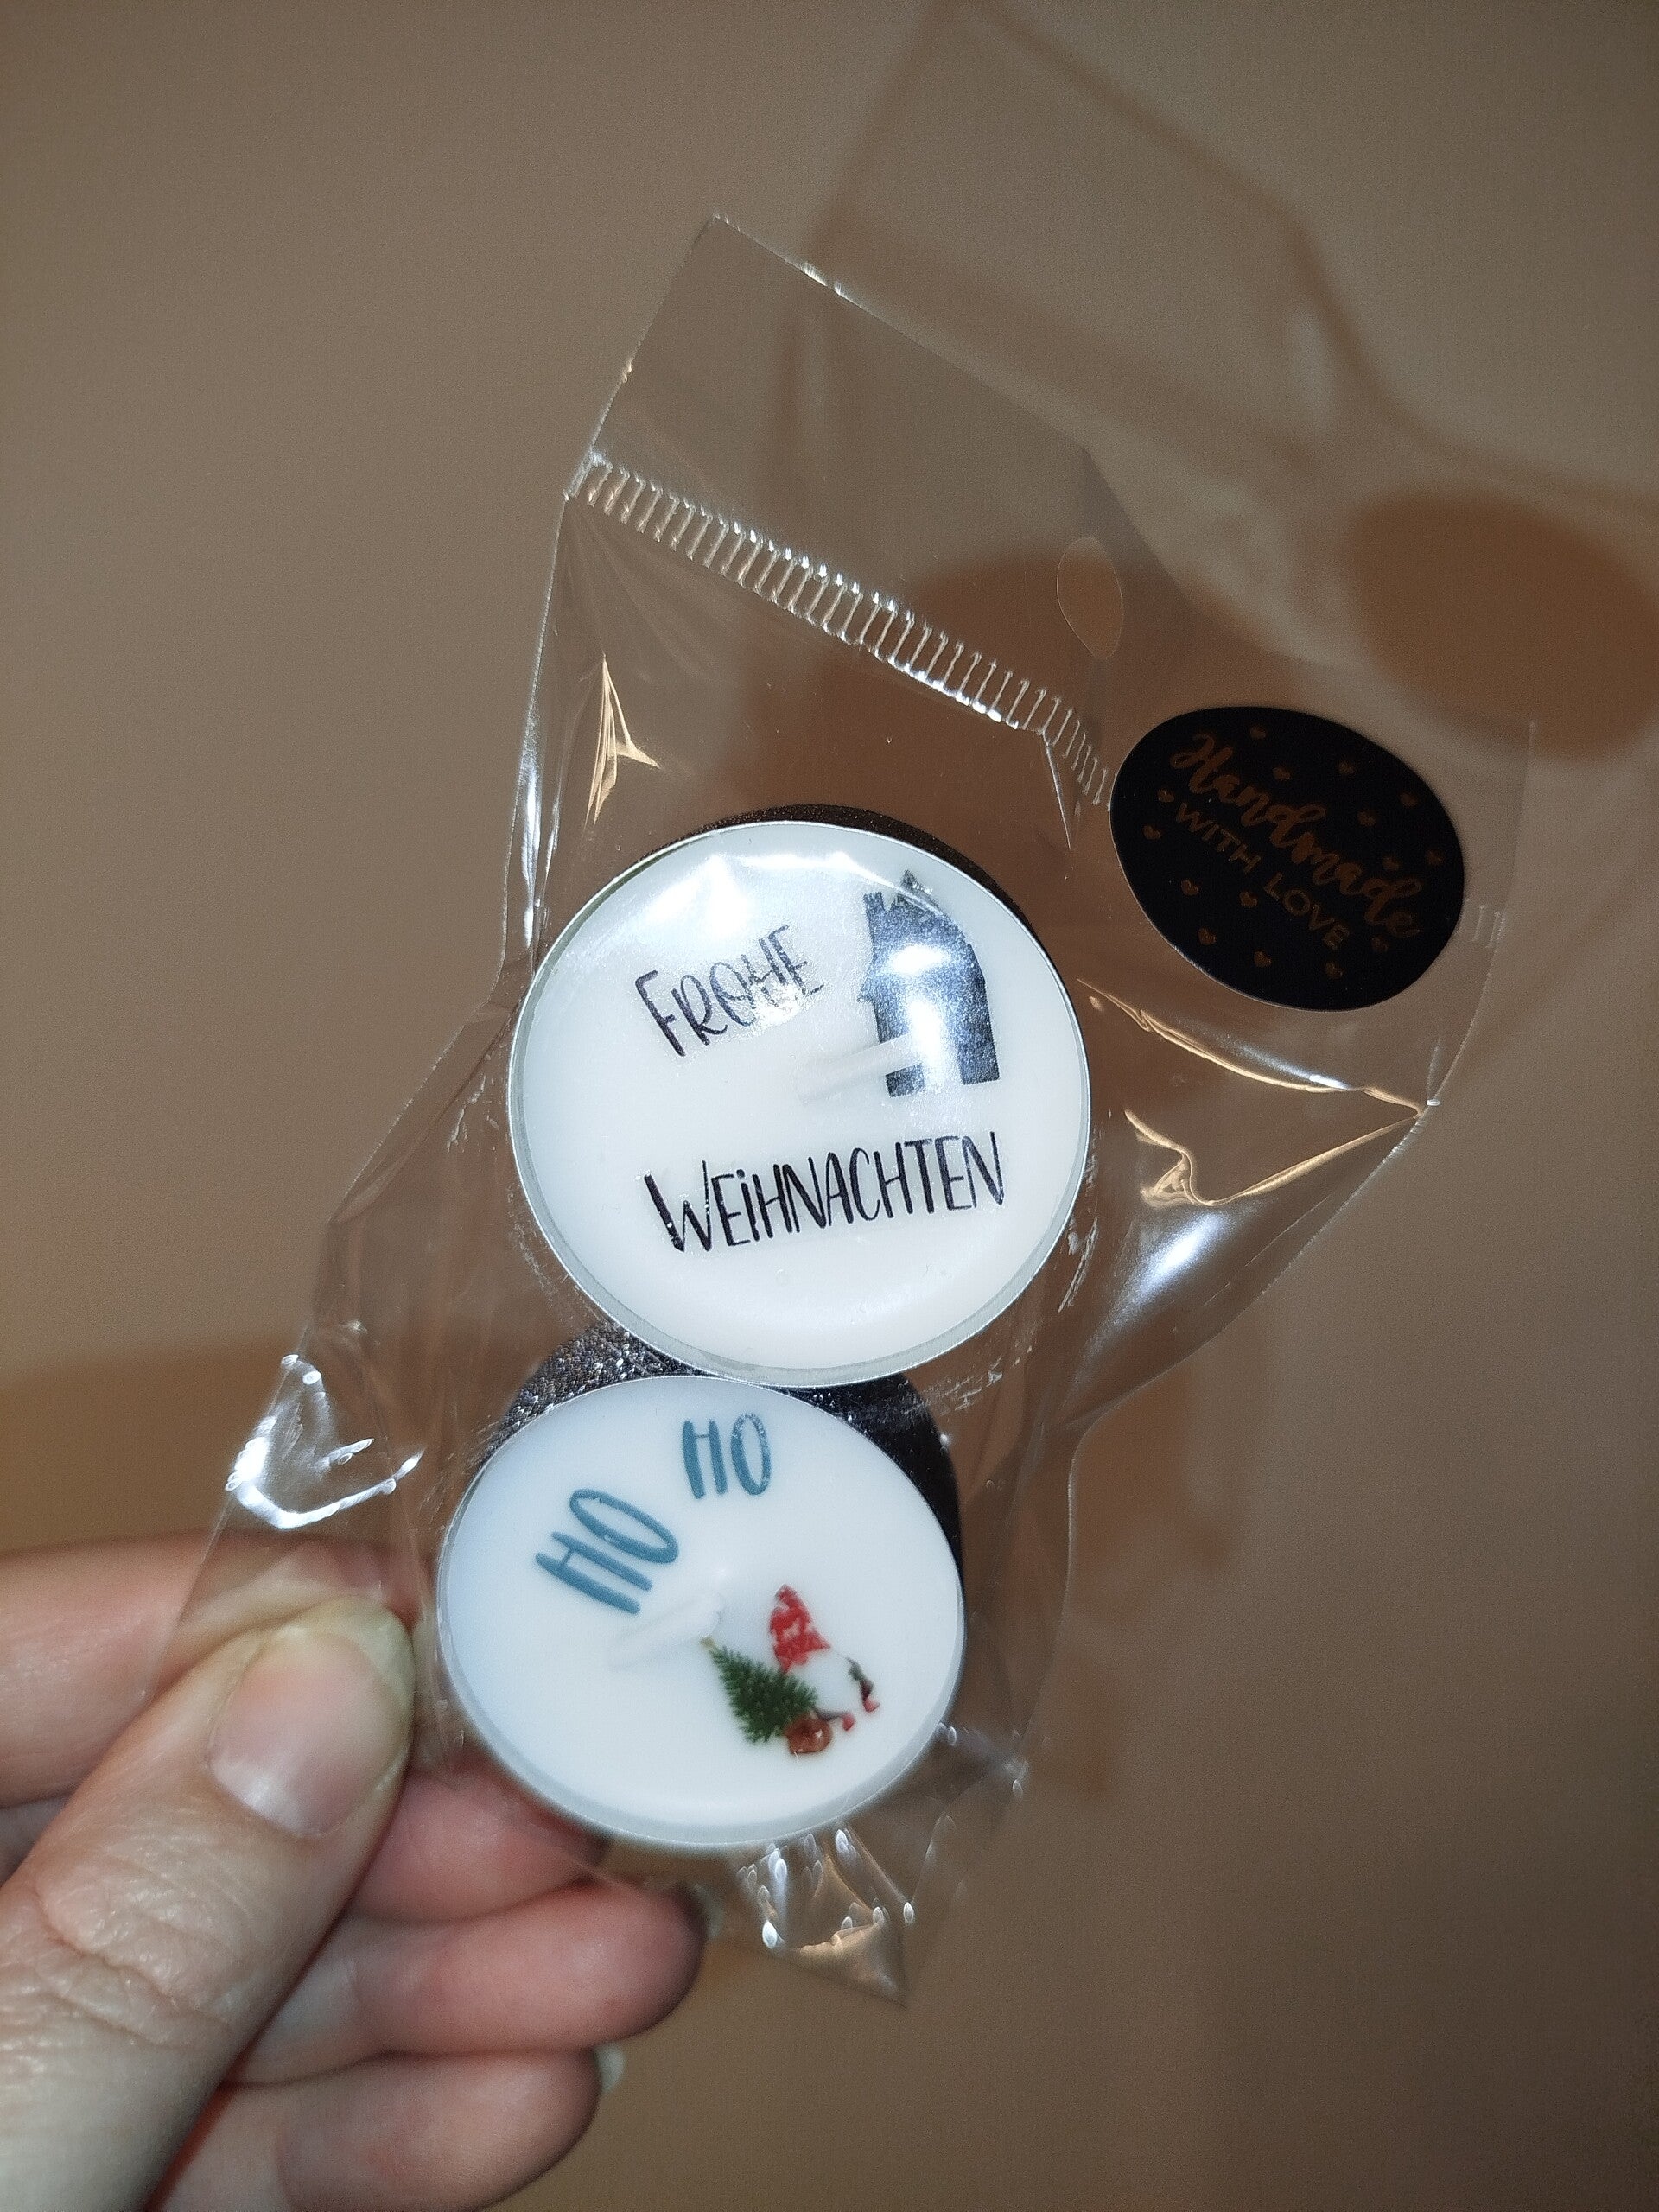 Handmade
WITH LOVE
FROHE
WEIHNACHTEN
HO HO